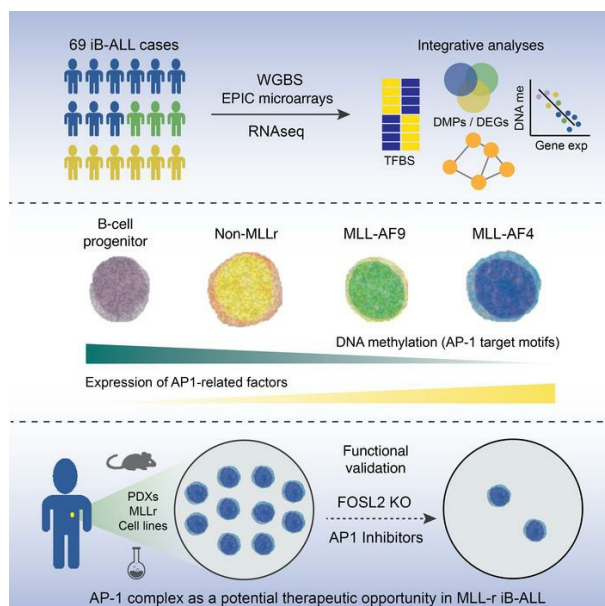 69 iB-ALL cases
WGBS
EPIC microarrays
RNAseq
Integrative analyses
TFBS
DMPs / DEGs
DNA me
Gene exp
B-cell
progenitor
Non-MLLr
MLL-AF9
MLL-AF4
DNA methylation (AP-1 target motifs)
Expression of AP1-related factors
PDXs
MLLr
Cell lines
Functional
validation
FOSL2 KO
AP1 Inhibitors
AP-1 complex as a potential therapeutic opportunity in MLL-r iB-ALL